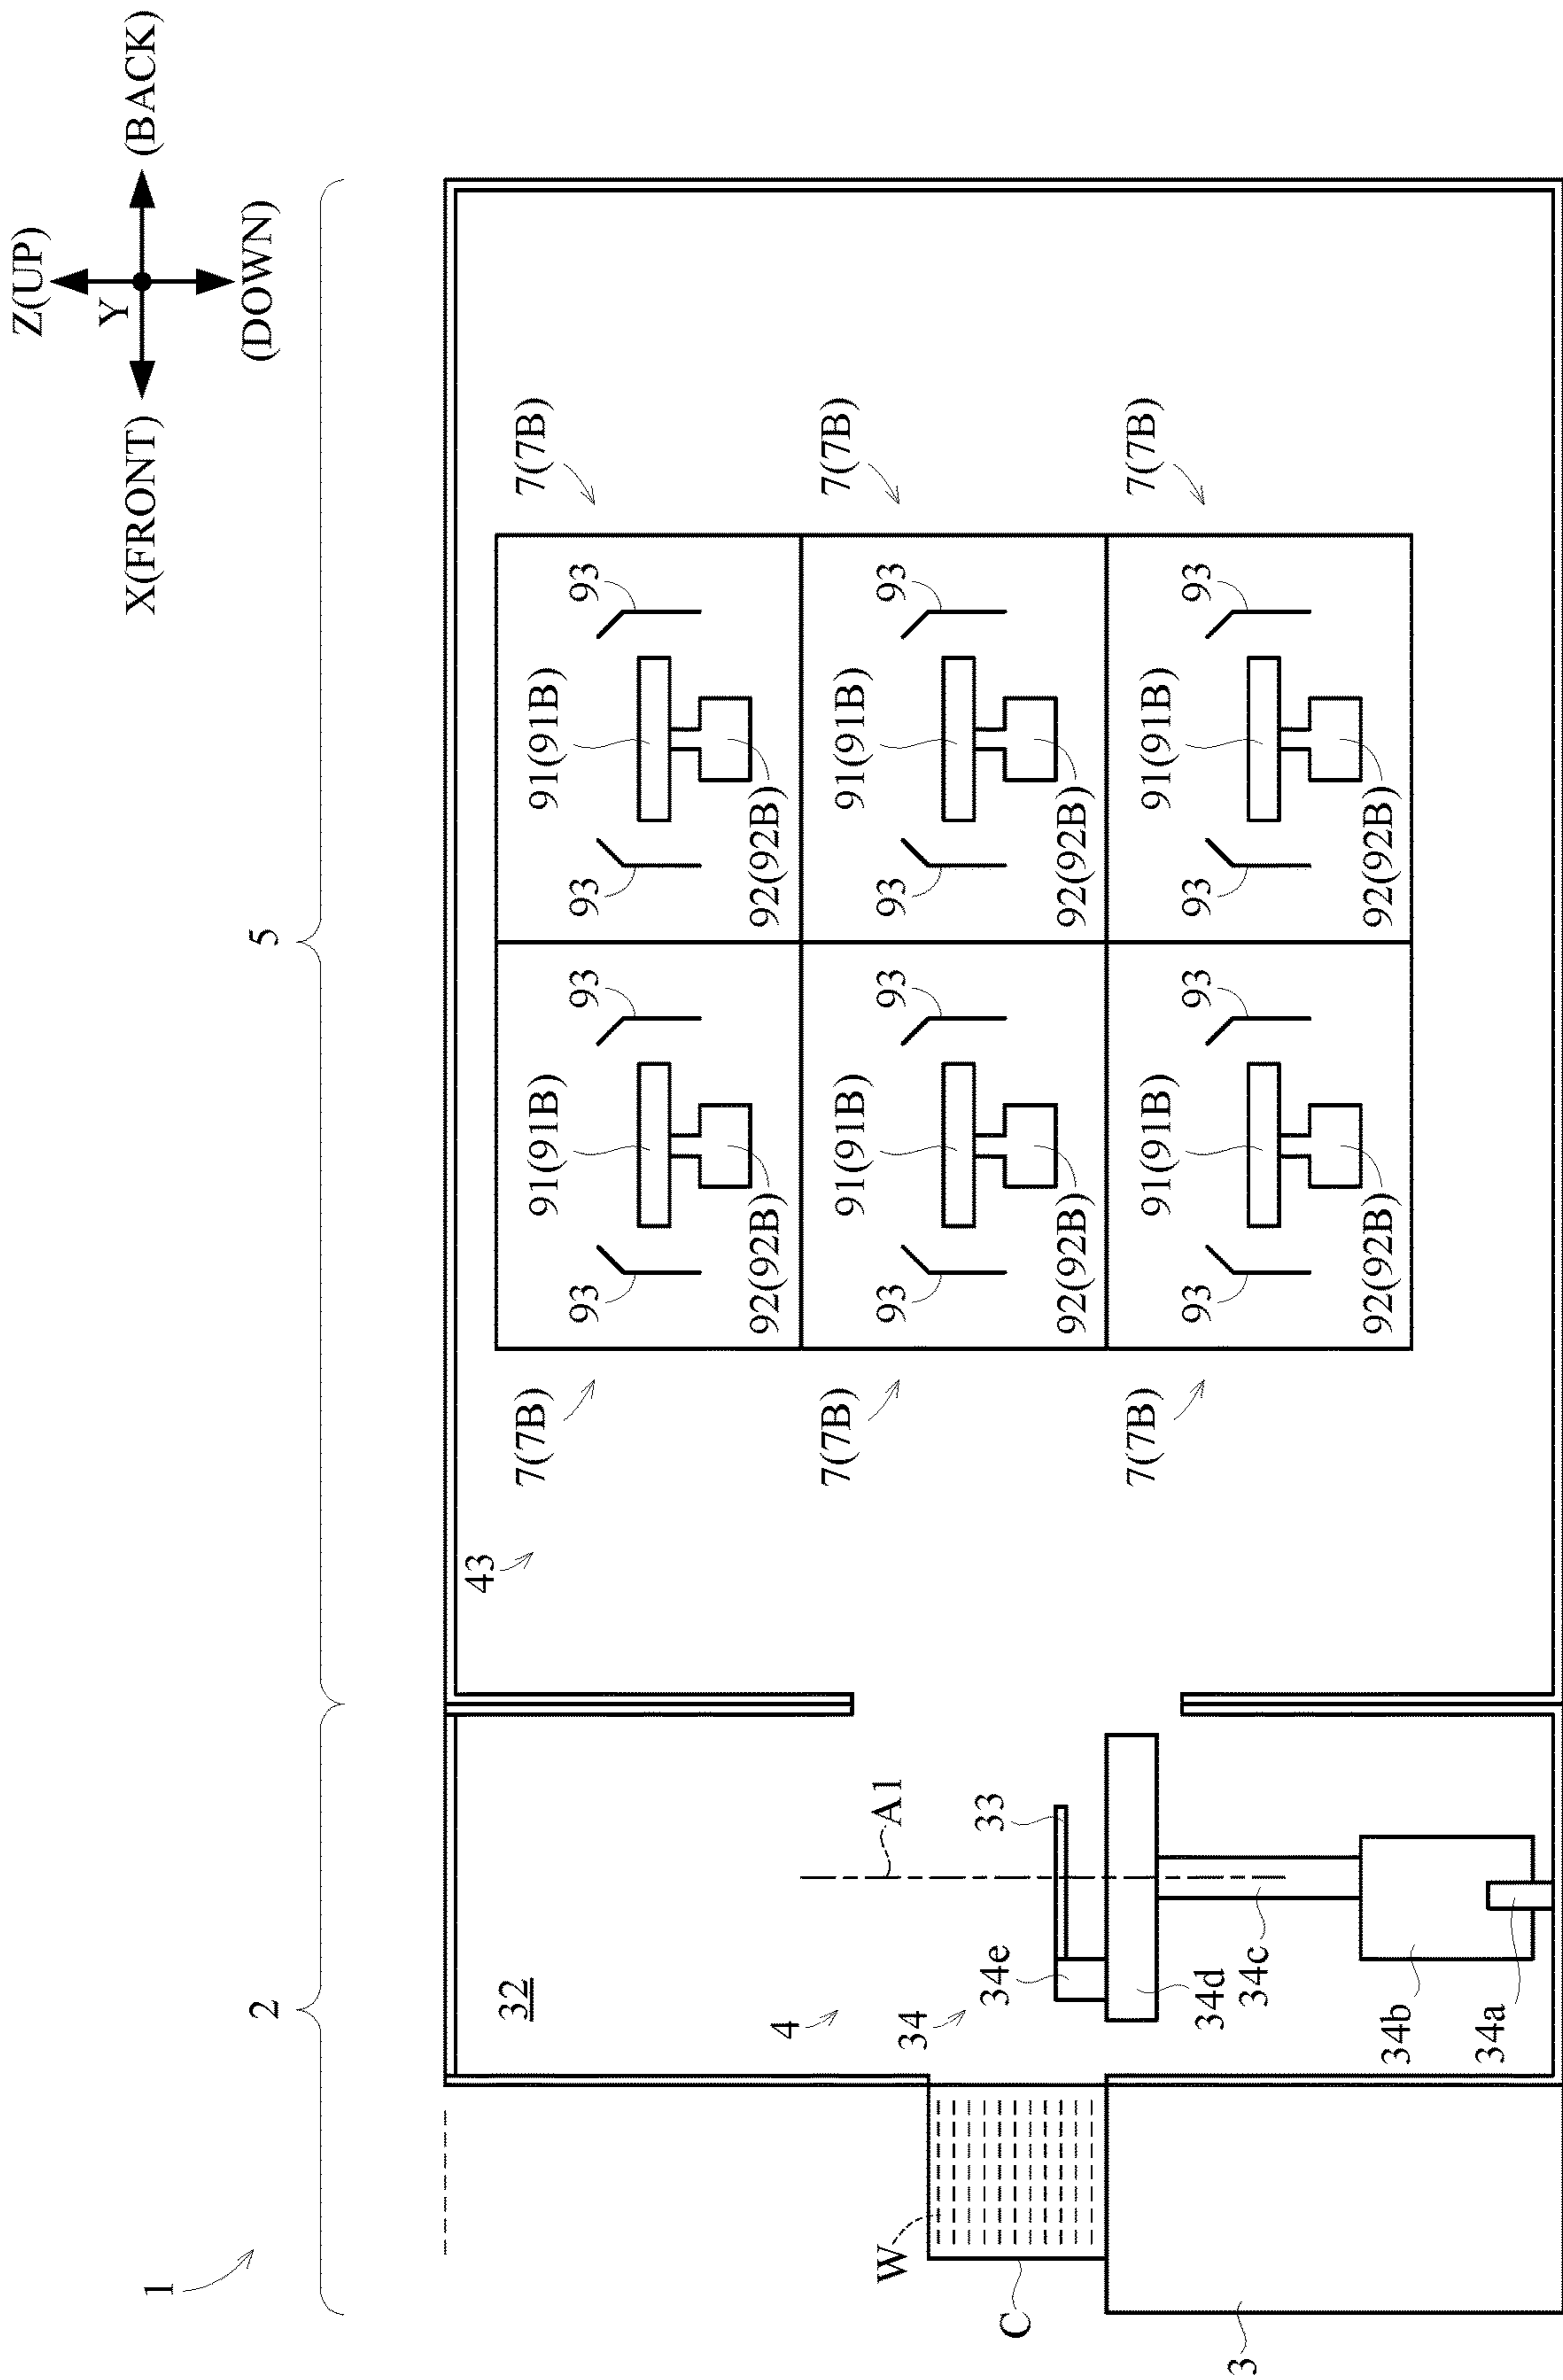 Z(UP)
Y
X(FRONT)
(BACK)
(DOWN)
1
2
5
32
43
7(7B)
7(7B)
93
91(91B)
93
93
91(91B)
93
92(92B)
92(92B)
4
34
W
C
A1
33
34e
7(7B)
7(7B)
93
91(91B)
93
93
91(91B)
93
92(92B)
92(92B)
34d
34c
34b
34a
3
7(7B)
7(7B)
93
91(91B)
93
93
91(91B)
93
92(92B)
92(92B)